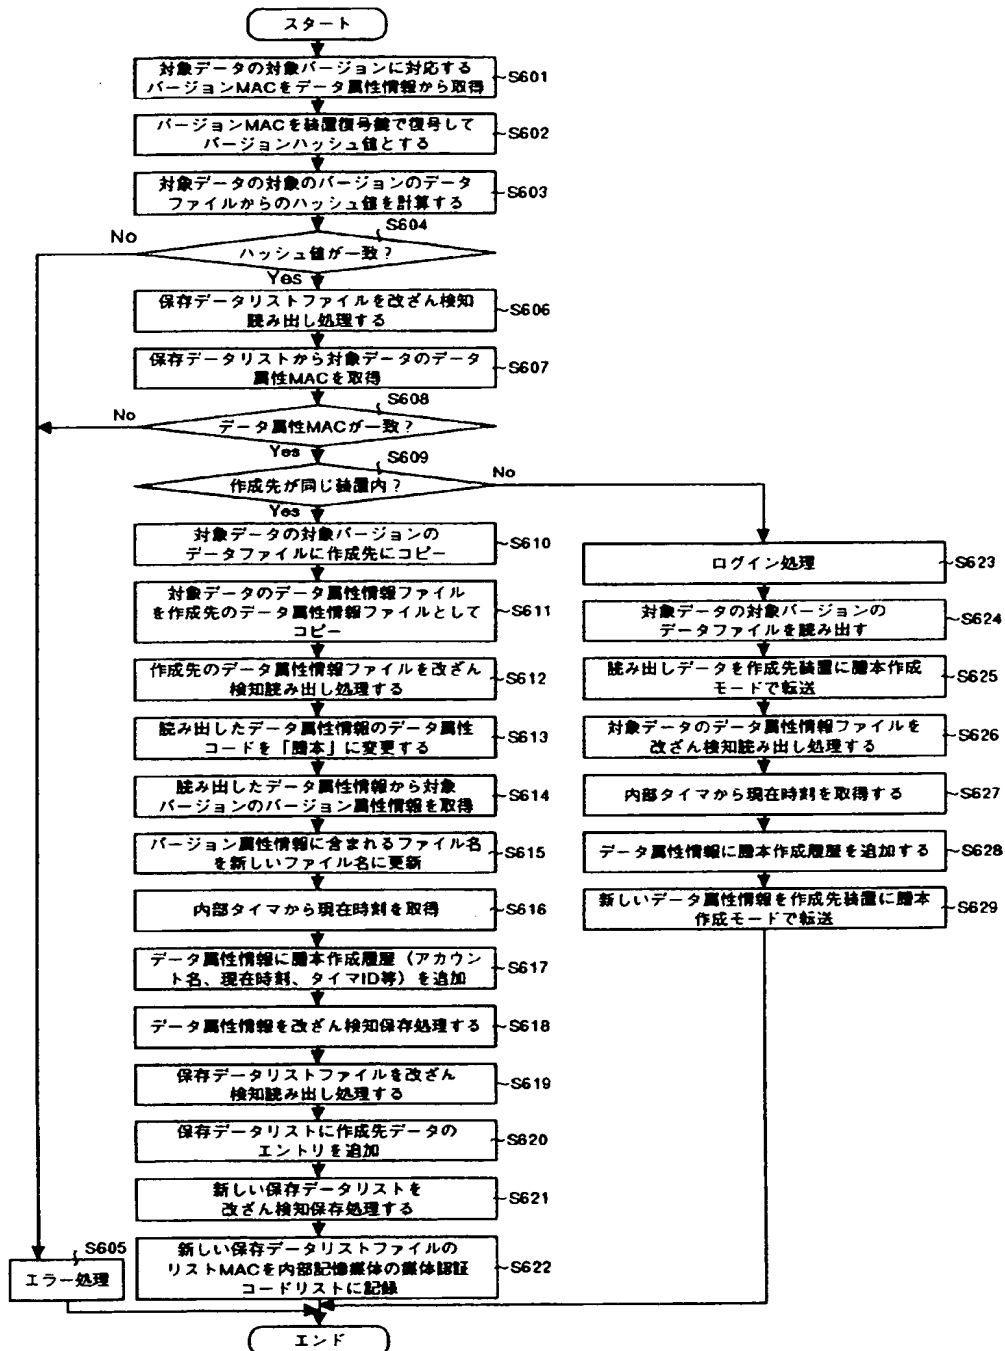 スタート
対象データの対象バージョンに対応する
バージョンMACをデータ属性情報から取得
S601
バージョンMACを装置復号鍵で復号して
バージョンハッシュ値とする
S602
対象データの対象のバージョンのデータ
ファイルからのハッシュ値を計算する
S603
S604
No
ハッシュ値が一致?
Yes
保存データリストファイルを改ざん検知
読み出し処理する
S606
保存データリストから対象データのデータ
属性MACを取得
S607
S608
No
データ属性MACが一致?
Yes
S609
No
作成先が同じ装置内?
Yes
対象データの対象バージョンの
データファイルに作成先にコピー
S610
対象データのデータ属性情報ファイル
を作成先のデータ属性情報ファイルとして
コピー
S611
作成先のデータ属性情報ファイルを改ざん
検知読み出し処理する
S612
読み出したデータ属性情報のデータ属性
コードを「謄本」に変更する
S613
読み出したデータ属性情報から対象
バージョンのバージョン属性情報を取得
S614
バージョン属性情報に含まれるファイル名
を新しいファイル名に更新
S615
内部タイマから現在時刻を取得
S616
データ属性情報に謄本作成履歴(アカウン
ト名、現在時刻、タイマID等)を追加
S617
データ属性情報を改ざん検知保存処理する
S618
保存データリストファイルを改ざん
検知読み出し処理する
S619
保存データリストに作成先データの
エントリを追加
S620
新しい保存データリストを
改ざん検知保存処理する
S621
新しい保存データリストファイルの
リストMACを内部記憶媒体の媒体認証
コードリストに記録
S622
S605
エラー処理
ログイン処理
S623
対象データの対象バージョンの
データファイルを読み出す
S624
読み出しデータを作成先装置に謄本作成
モードで転送
S625
対象データのデータ属性情報ファイルを
改ざん検知読み出し処理する
S626
内部タイマから現在時刻を取得する
S627
データ属性情報に謄本作成履歴を追加する
S628
新しいデータ属性情報を作成先装置に謄本
作成モードで転送
S629
エンド